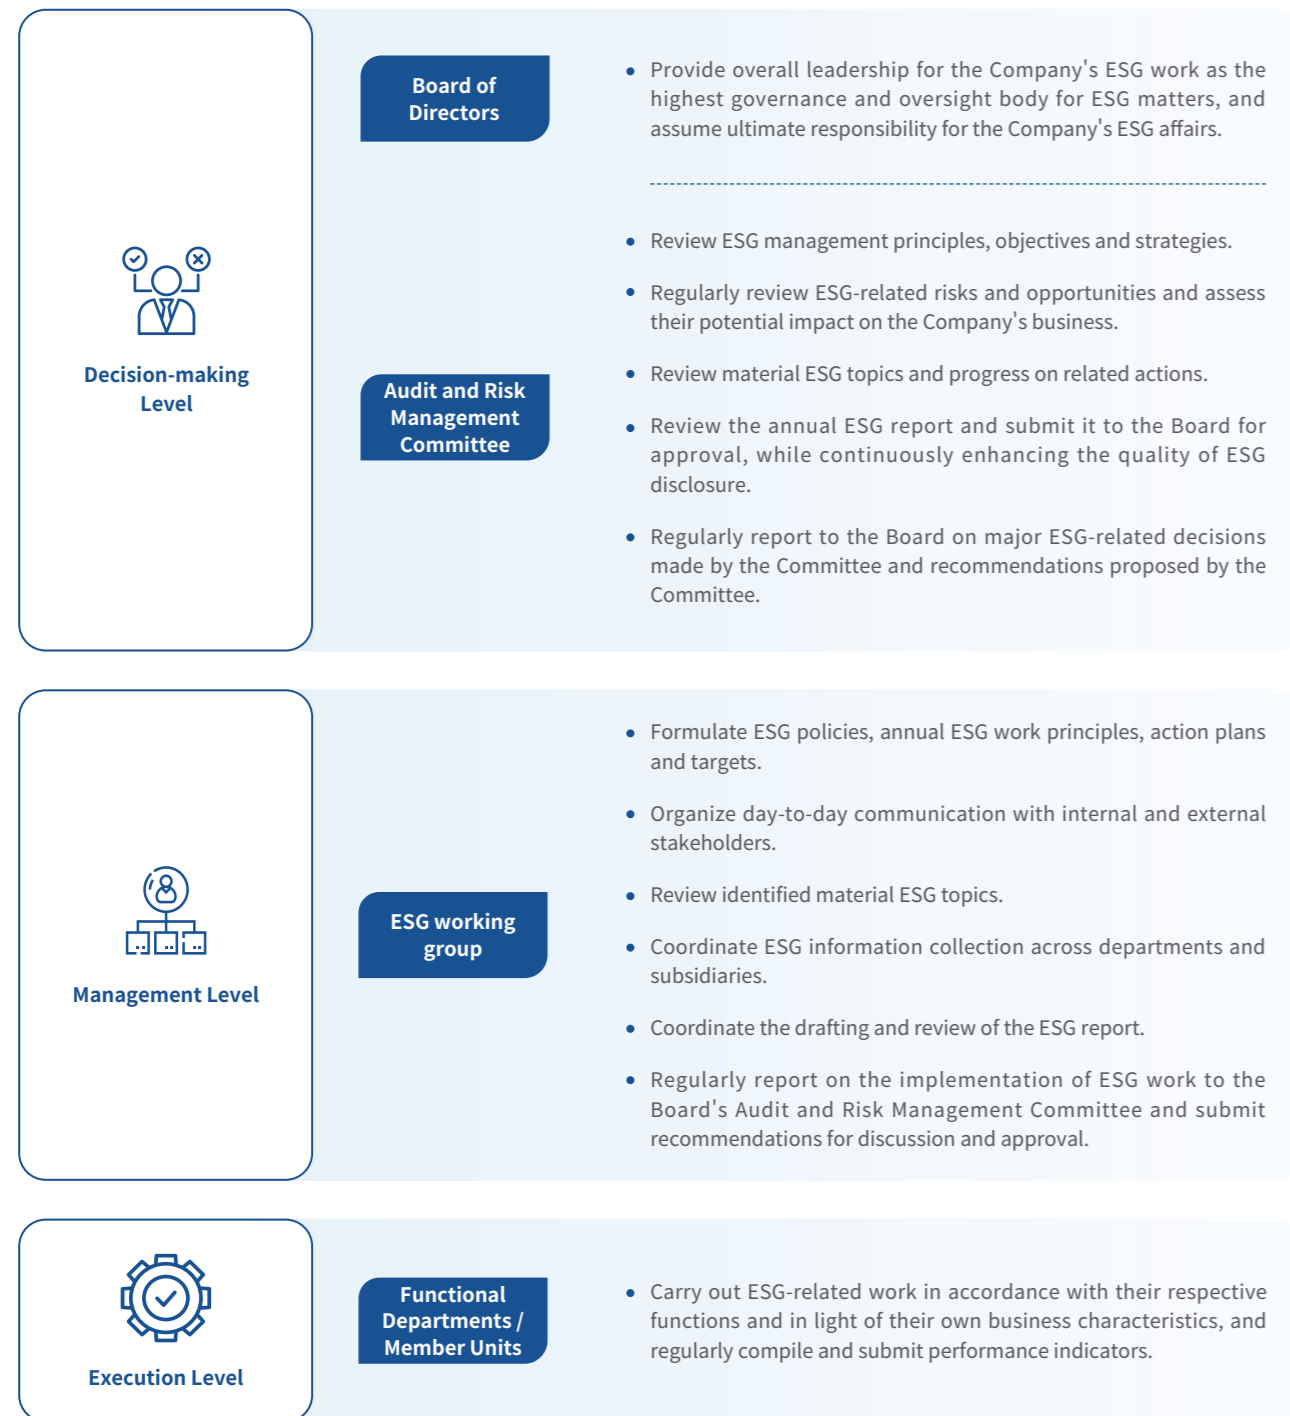 Decision-making
Level
Board of
Directors
• Provide overall leadership for the Company's ESG work as the
highest governance and oversight body for ESG matters, and
assume ultimate responsibility for the Company's ESG affairs.
Audit and Risk
Management
Committee
• Review ESG management principles, objectives and strategies.
• Regularly review ESG-related risks and opportunities and assess
their potential impact on the Company's business.
• Review material ESG topics and progress on related actions.
• Review the annual ESG report and submit it to the Board for
approval, while continuously enhancing the quality of ESG
disclosure.
• Regularly report to the Board on major ESG-related decisions
made by the Committee and recommendations proposed by the
Committee.
Management Level
ESG working
group
• Formulate ESG policies, annual ESG work principles, action plans
and targets.
• Organize day-to-day communication with internal and external
stakeholders.
• Review identified material ESG topics.
• Coordinate ESG information collection across departments and
subsidiaries.
• Coordinate the drafting and review of the ESG report.
• Regularly report on the implementation of ESG work to the
Board's Audit and Risk Management Committee and submit
recommendations for discussion and approval.
Execution Level
Functional
Departments /
Member Units
• Carry out ESG-related work in accordance with their respective
functions and in light of their own business characteristics, and
regularly compile and submit performance indicators.